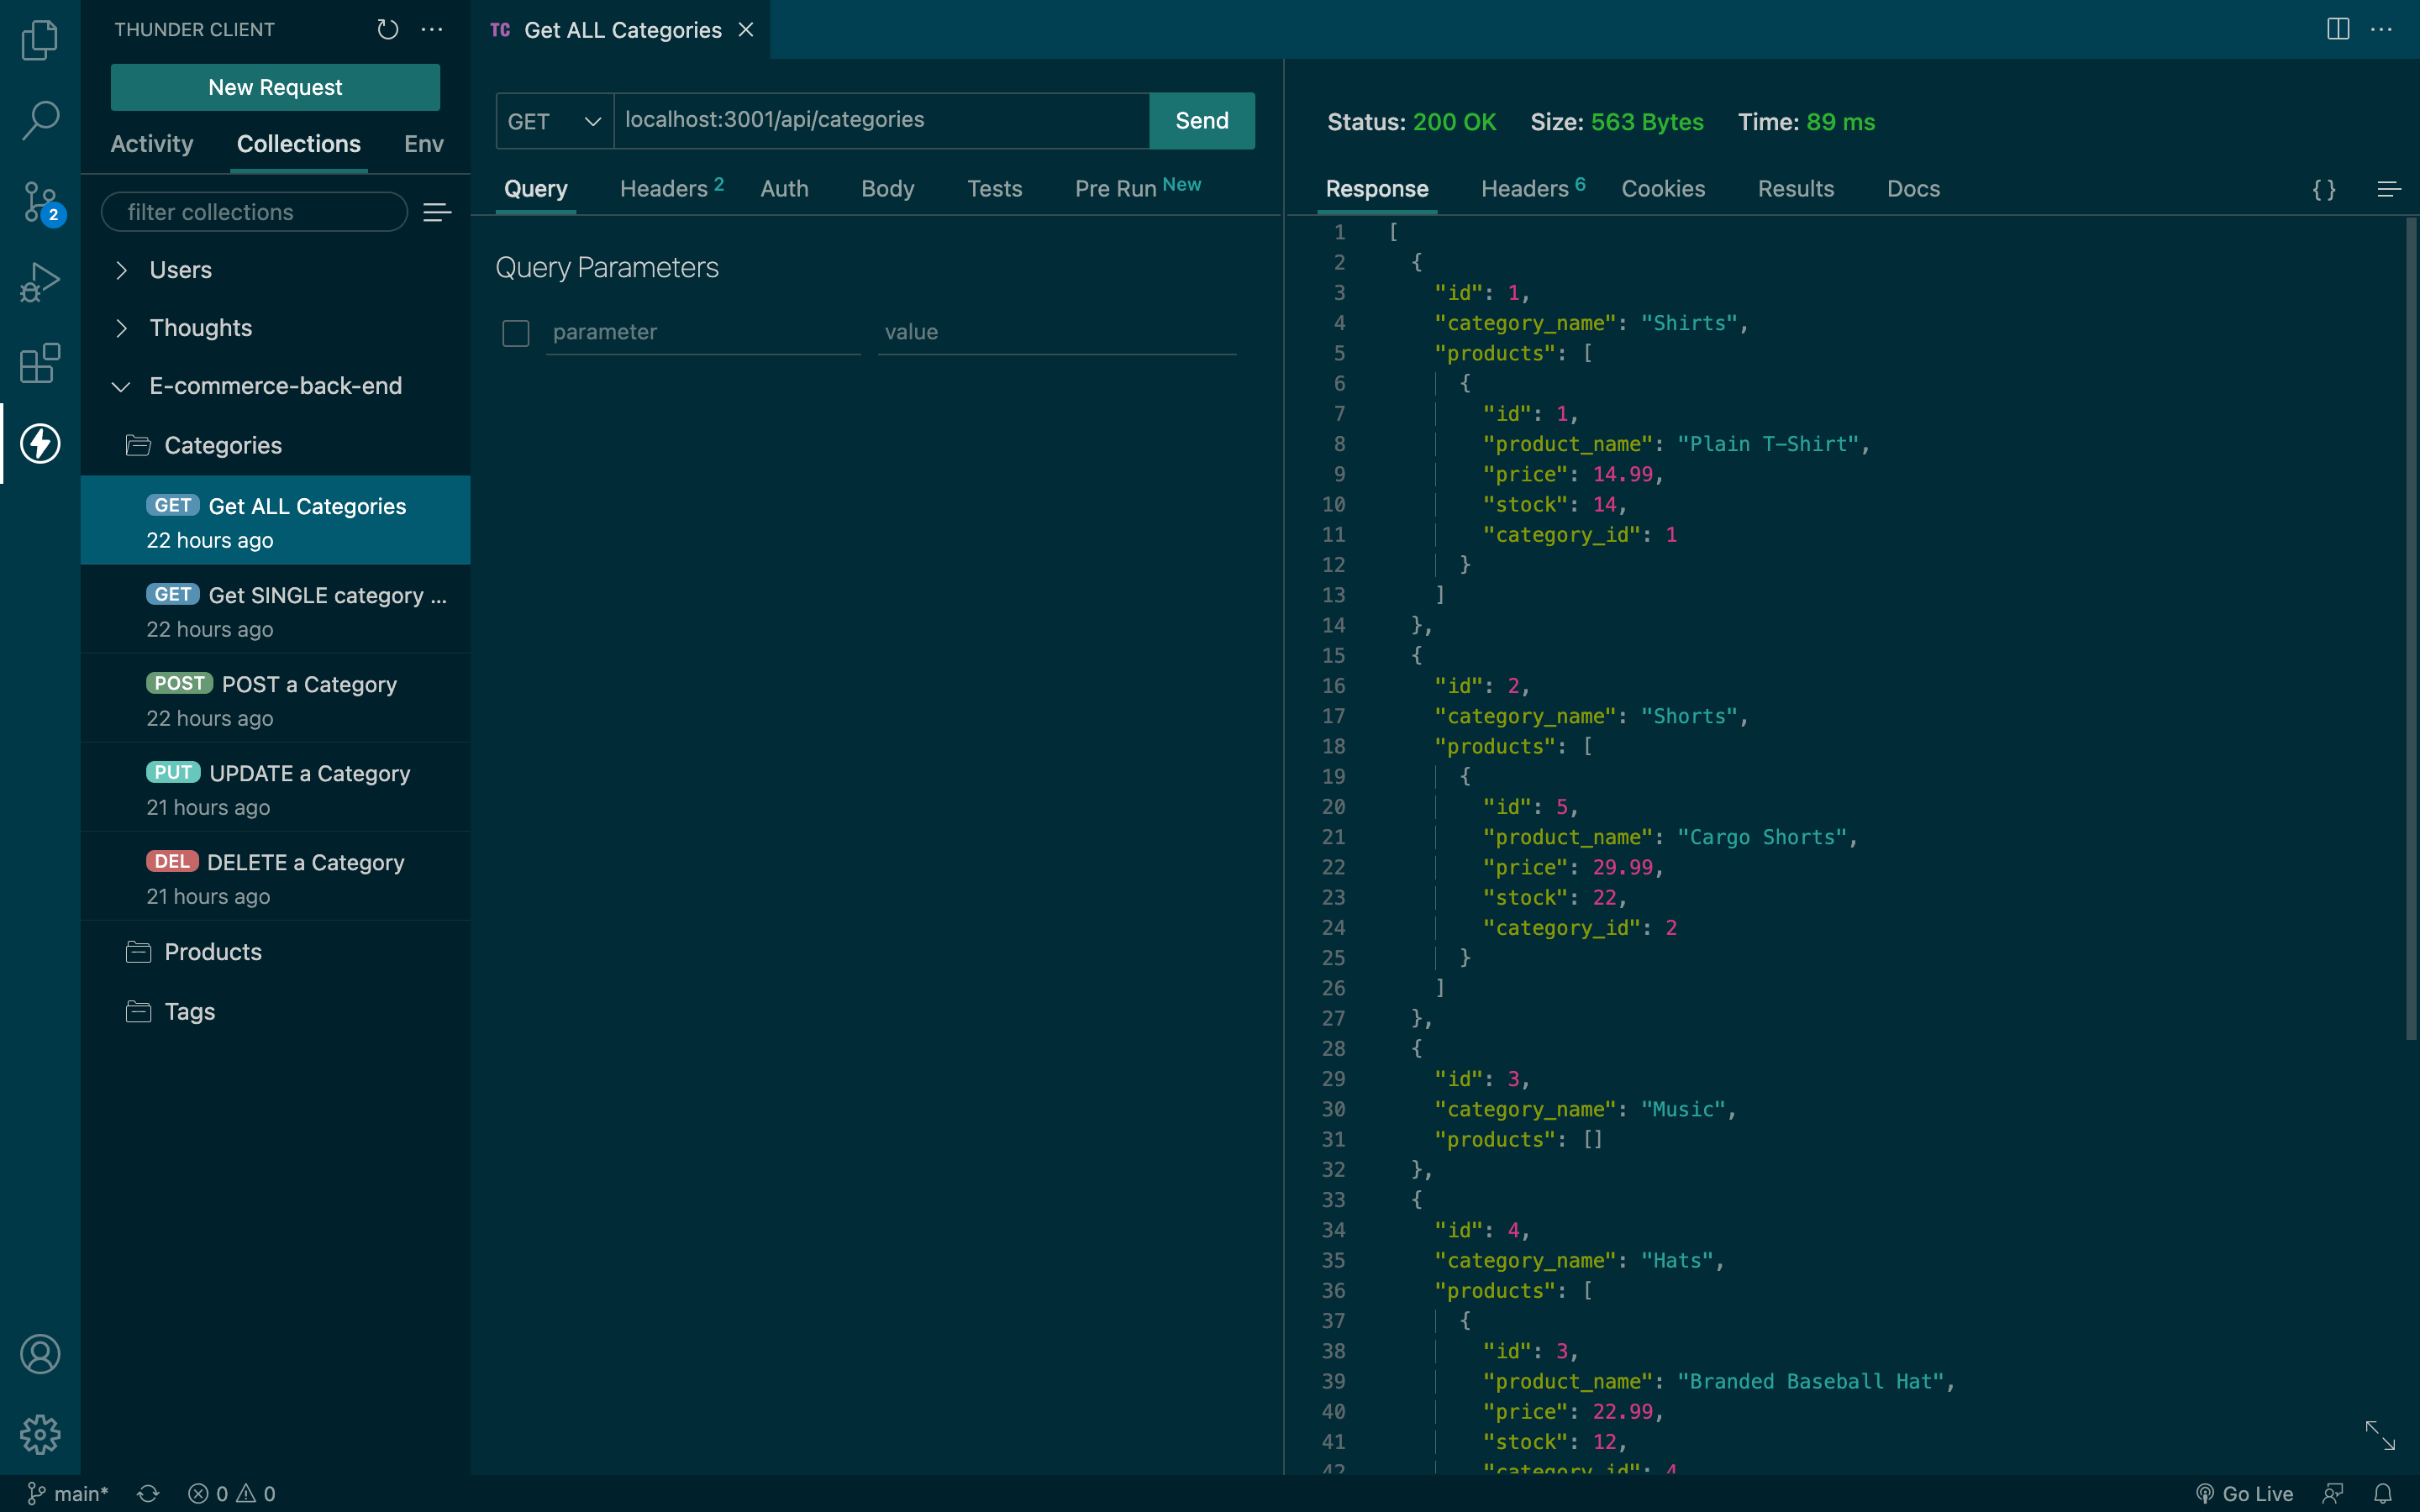 THUNDER CLIENT
New Request
Activity Collections Env
filter collections
Users
Thoughts
E-commerce-back-end
Categories
GET Get ALL Categories
22 hours ago
GET Get SINGLE category ...
22 hours ago
POST POST a Category
22 hours ago
PUT UPDATE a Category
21 hours ago
DEL DELETE a Category
21 hours ago
Products
Tags
2
TC Get ALL Categories
GET localhost:3001/api/categories Send
Query Headers 2 Auth Body Tests Pre Run New
Query Parameters
parameter value
Status: 200 OK Size: 563 Bytes Time: 89 ms
Response Headers 6 Cookies Results Docs {}
1 [
2 {
3 "id": 1,
4 "category_name": "Shirts",
5 "products": [
6 {
7 "id": 1,
8 "product_name": "Plain T-Shirt",
9 "price": 14.99,
10 "stock": 14,
11 "category_id": 1
12 }
13 ]
14 },
15 {
16 "id": 2,
17 "category_name": "Shorts",
18 "products": [
19 {
20 "id": 5,
21 "product_name": "Cargo Shorts",
22 "price": 29.99,
23 "stock": 22,
24 "category_id": 2
25 }
26 ]
27 },
28 {
29 "id": 3,
30 "category_name": "Music",
31 "products": []
32 },
33 {
34 "id": 4,
35 "category_name": "Hats",
36 "products": [
37 {
38 "id": 3,
39 "product_name": "Branded Baseball Hat",
40 "price": 22.99,
41 "stock": 12,
42 "category_id": 4
main* 0 0 Go Live